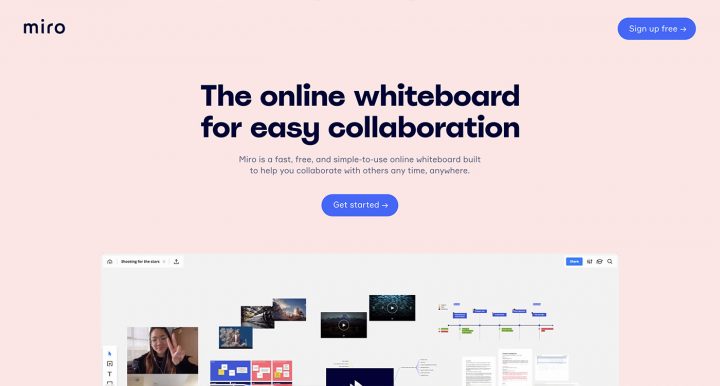 miro
Sign up free →
The online whiteboard
for easy collaboration
Miro is a fast, free, and simple-to-use online whiteboard built
to help you collaborate with others any time, anywhere.
Get started →
Shooting for the stars
Share
T